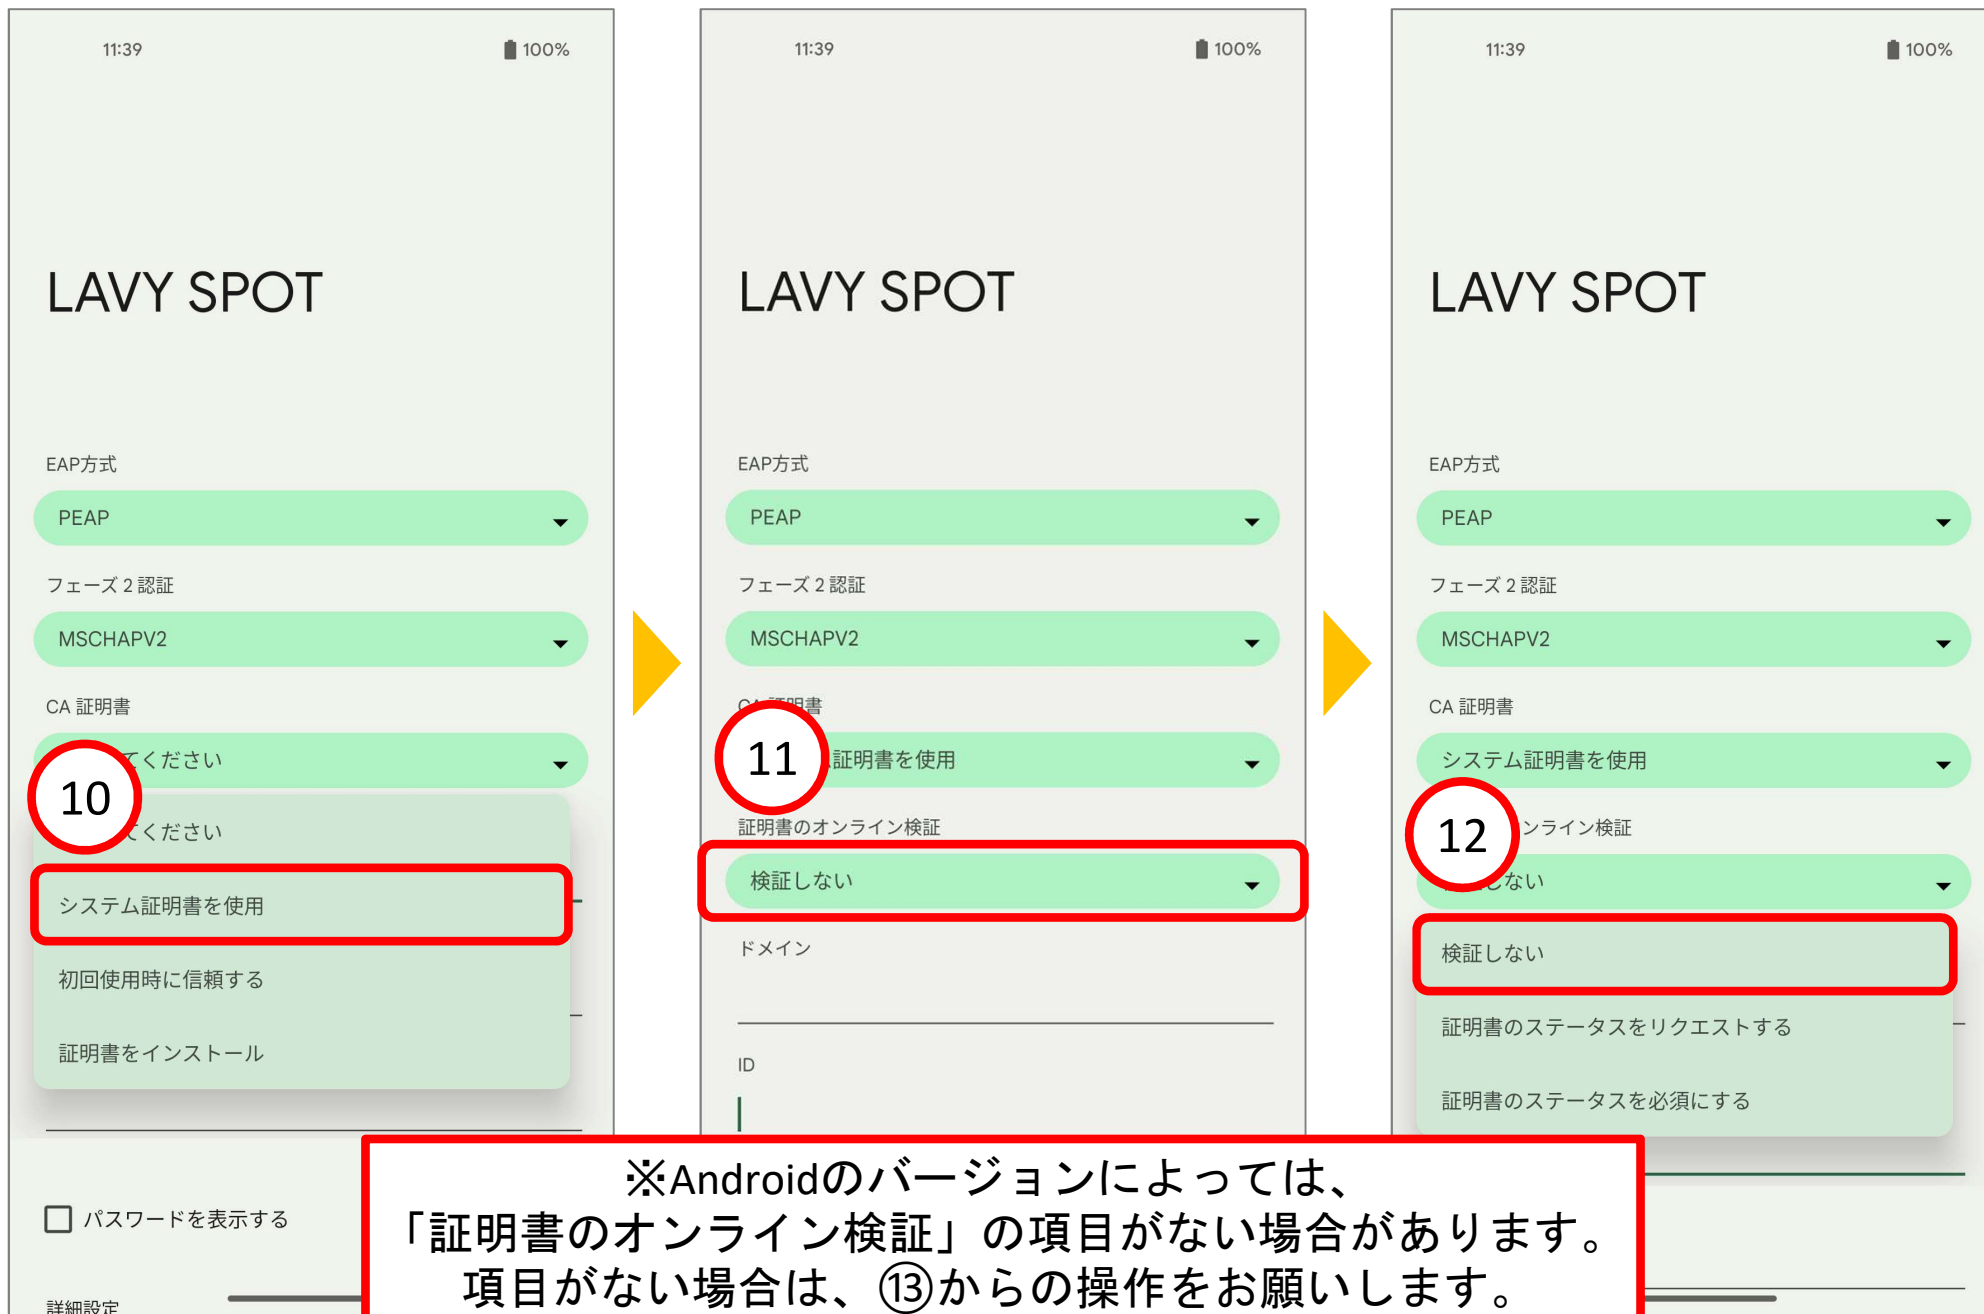 11:39
100%
LAVY SPOT
EAP方式
PEAP
フェーズ 2 認証
MSCHAPV2
CA 証明書
てください
10
てください
システム証明書を使用
初回使用時に信頼する
証明書をインストール
パスワードを表示する
詳細設定
11:39
100%
LAVY SPOT
EAP方式
PEAP
フェーズ 2 認証
MSCHAPV2
CA 証明書
11
証明書を使用
証明書のオンライン検証
検証しない
ドメイン
ID
11:39
100%
LAVY SPOT
EAP方式
PEAP
フェーズ 2 認証
MSCHAPV2
CA 証明書
システム証明書を使用
12
ンライン検証
ない
検証しない
証明書のステータスをリクエストする
証明書のステータスを必須にする
※Androidのバージョンによっては、
「証明書のオンライン検証」の項目がない場合があります。
項目がない場合は、⑬からの操作をお願いします。